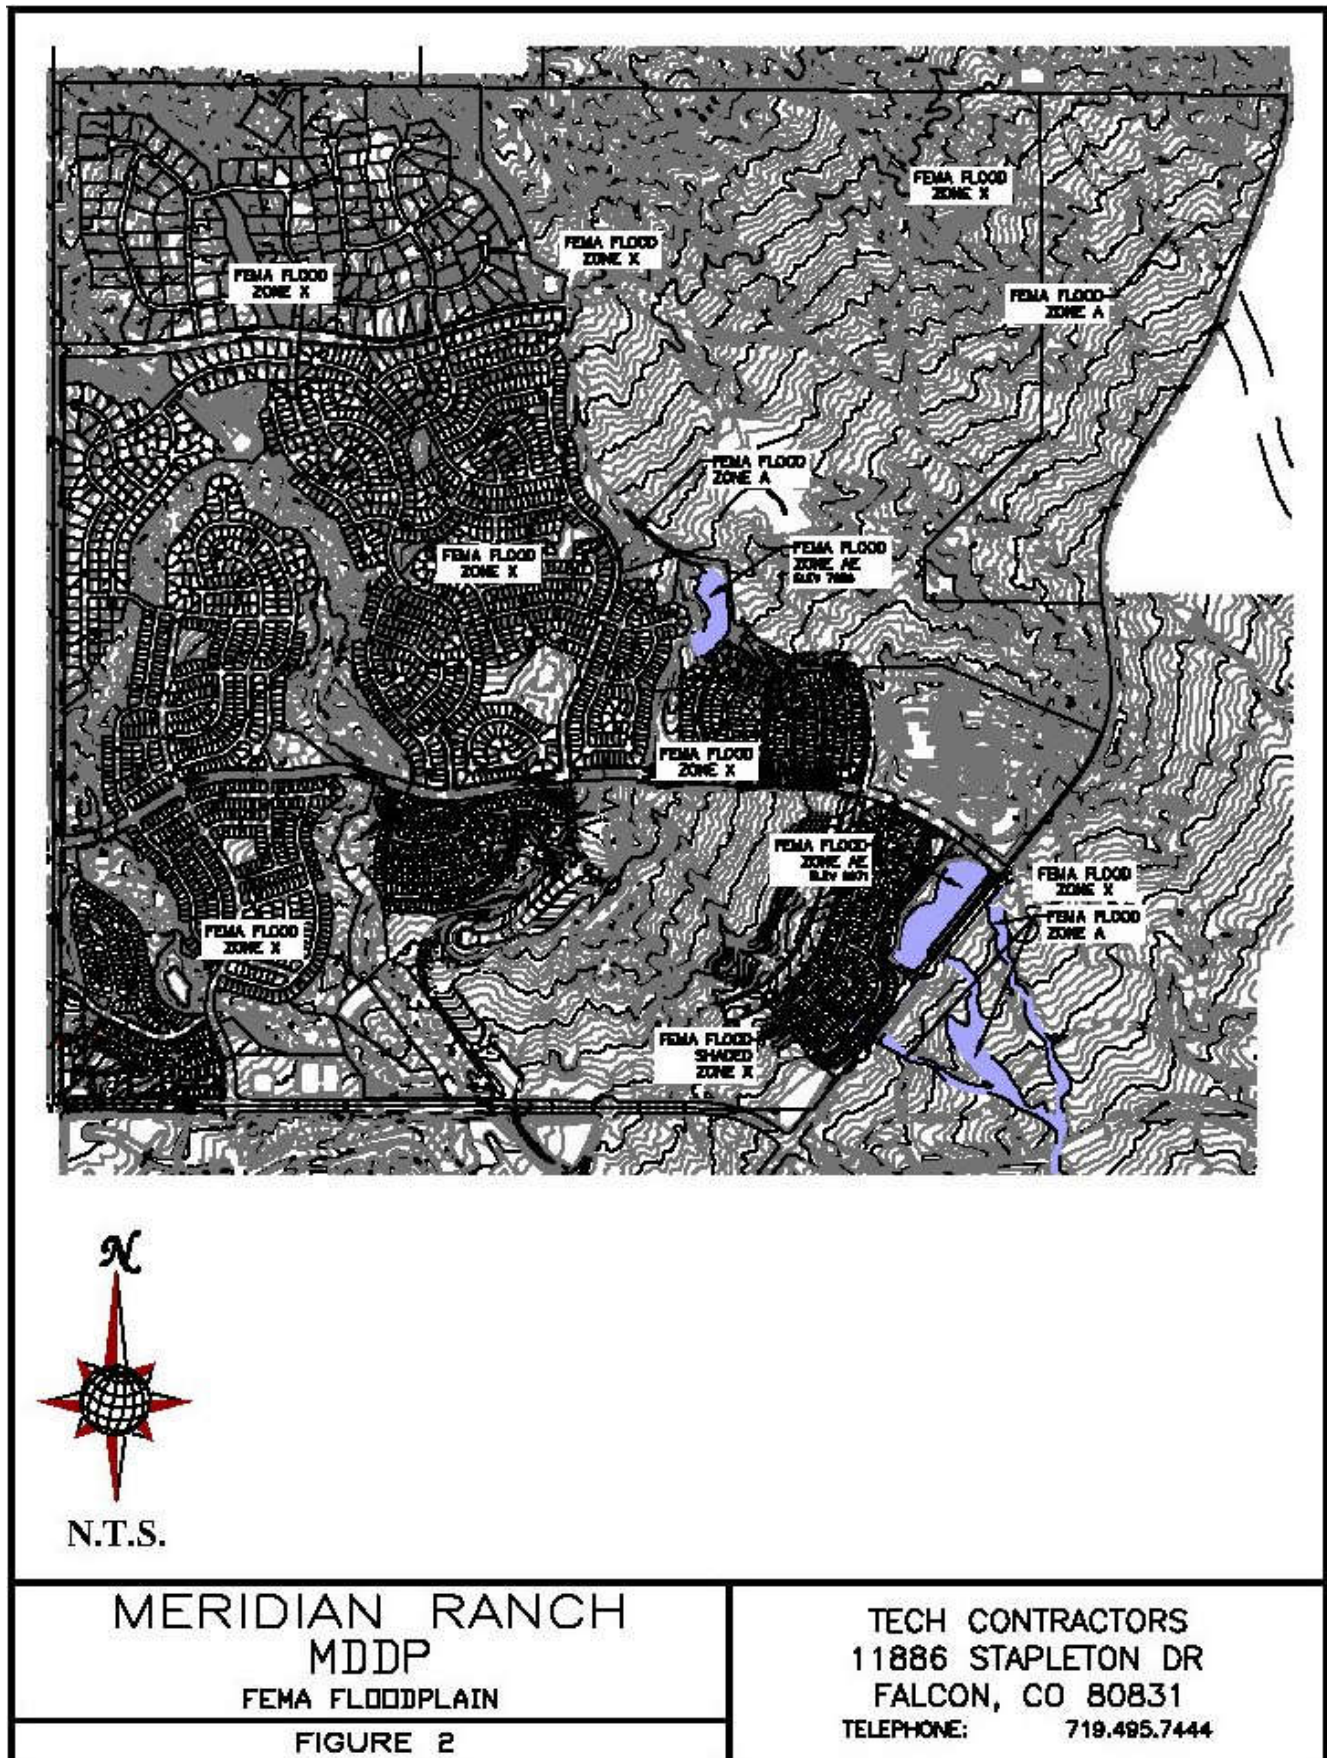 FEMA FLOOD
ZONE X
FEMA FLOOD
ZONE X
FEMA FLOOD
ZONE X
FEMA FLOOD
ZONE A
FEMA FLOOD
ZONE A
FEMA FLOOD
ZONE X
FEMA FLOOD
ZONE AE
ELEV
FEMA FLOOD
ZONE X
FEMA FLOOD
ZONE AE
ELEV
FEMA FLOOD
ZONE X
FEMA FLOOD
ZONE A
FEMA FLOOD
ZONE X
FEMA FLOOD
SHADED
ZONE X
N
N.T.S.
MERIDIAN RANCH
MDDP
FEMA FLOODPLAIN
FIGURE 2
TECH CONTRACTORS
11886 STAPLETON DR
FALCON, CO 80831
TELEPHONE: 719.495.7444